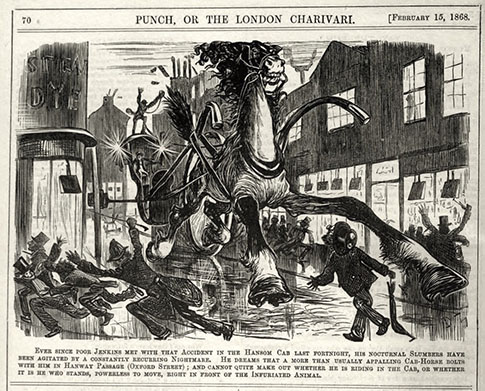 70
PUNCH, OR THE LONDON CHARIVARI.
[FEBRUARY 15, 1868.
STEAM
DYE
EVER SINCE POOR JENKINS MET WITH THAT ACCIDENT IN THE HANSOM CAB LAST FORTNIGHT, HIS NOCTURNAL SLUMBERS HAVE
BEEN AGITATED BY A CONSTANTLY RECURRING NIGHTMARE. HE DREAMS THAT A MORE THAN USUALLY APPALLING CAB-HORSE BOLTS
WITH HIM IN HANWAY PASSAGE (OXFORD STREET); AND CANNOT QUITE MAKE OUT WHETHER HE IS RIDING IN THE CAB, OR WHETHER
IT IS HE WHO STANDS, POWERLESS TO MOVE, RIGHT IN FRONT OF THE INFURIATED ANIMAL.